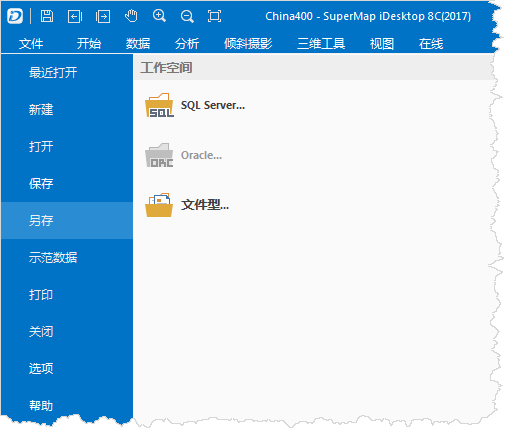 China400 - SuperMap iDesktop 8C(2017)
文件 开始 数据 分析 倾斜摄影 三维工具 视图 在线
最近打开
新建
打开
保存
另存
示范数据
打印
关闭
选项
帮助
工作空间
SQL SQL Server...
ORC Oracle...
文件型...